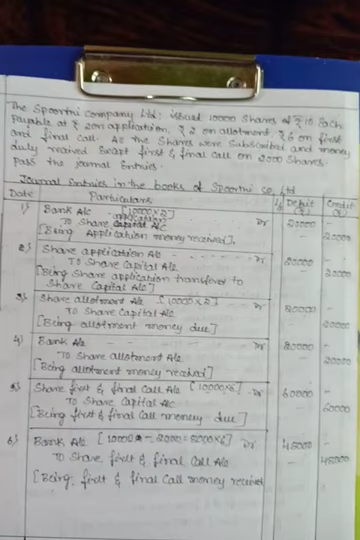 The Spoorthi Company Ltd: issued 10000 Shares of ₹ 10 Each
Payable at ₹ 2 on application, ₹ 2 on allotment ₹ 6 on first
and final Call. All the Shares were Subscribed and money
duly received Except first & final Call on 2000 Shares.
Pass the Journal Entries.
Journal Entries in the books of Spoorthi Co. Ltd
Date Particulars Lf Debit (₹) Credit (₹)
1) Bank A/c [10000×2] Dr 20000 -
To Share application A/c - 20000
[Being Application money received],
2) Share application A/c - - - - Dr 20000 -
To Share Capital A/c - 20000
[Being Share application transfer to
Share Capital A/c]
3) Share allotment A/c [10000×2] Dr 20000 -
To Share Capital A/c - 20000
[Being allotment money due]
4) Bank A/c - - - Dr 20000 -
To Share Allotment A/c - 20000
[Being allotment money received]
5) Share first & final Call A/c [10000×6] Dr 60000 -
To Share Capital A/c - 60000
[Being first & final Call money due]
6) Bank A/c [10000 - 2000 = 8000×6] Dr 48000 -
To Share first & final Call A/c - 48000
[Being first & final Call money received